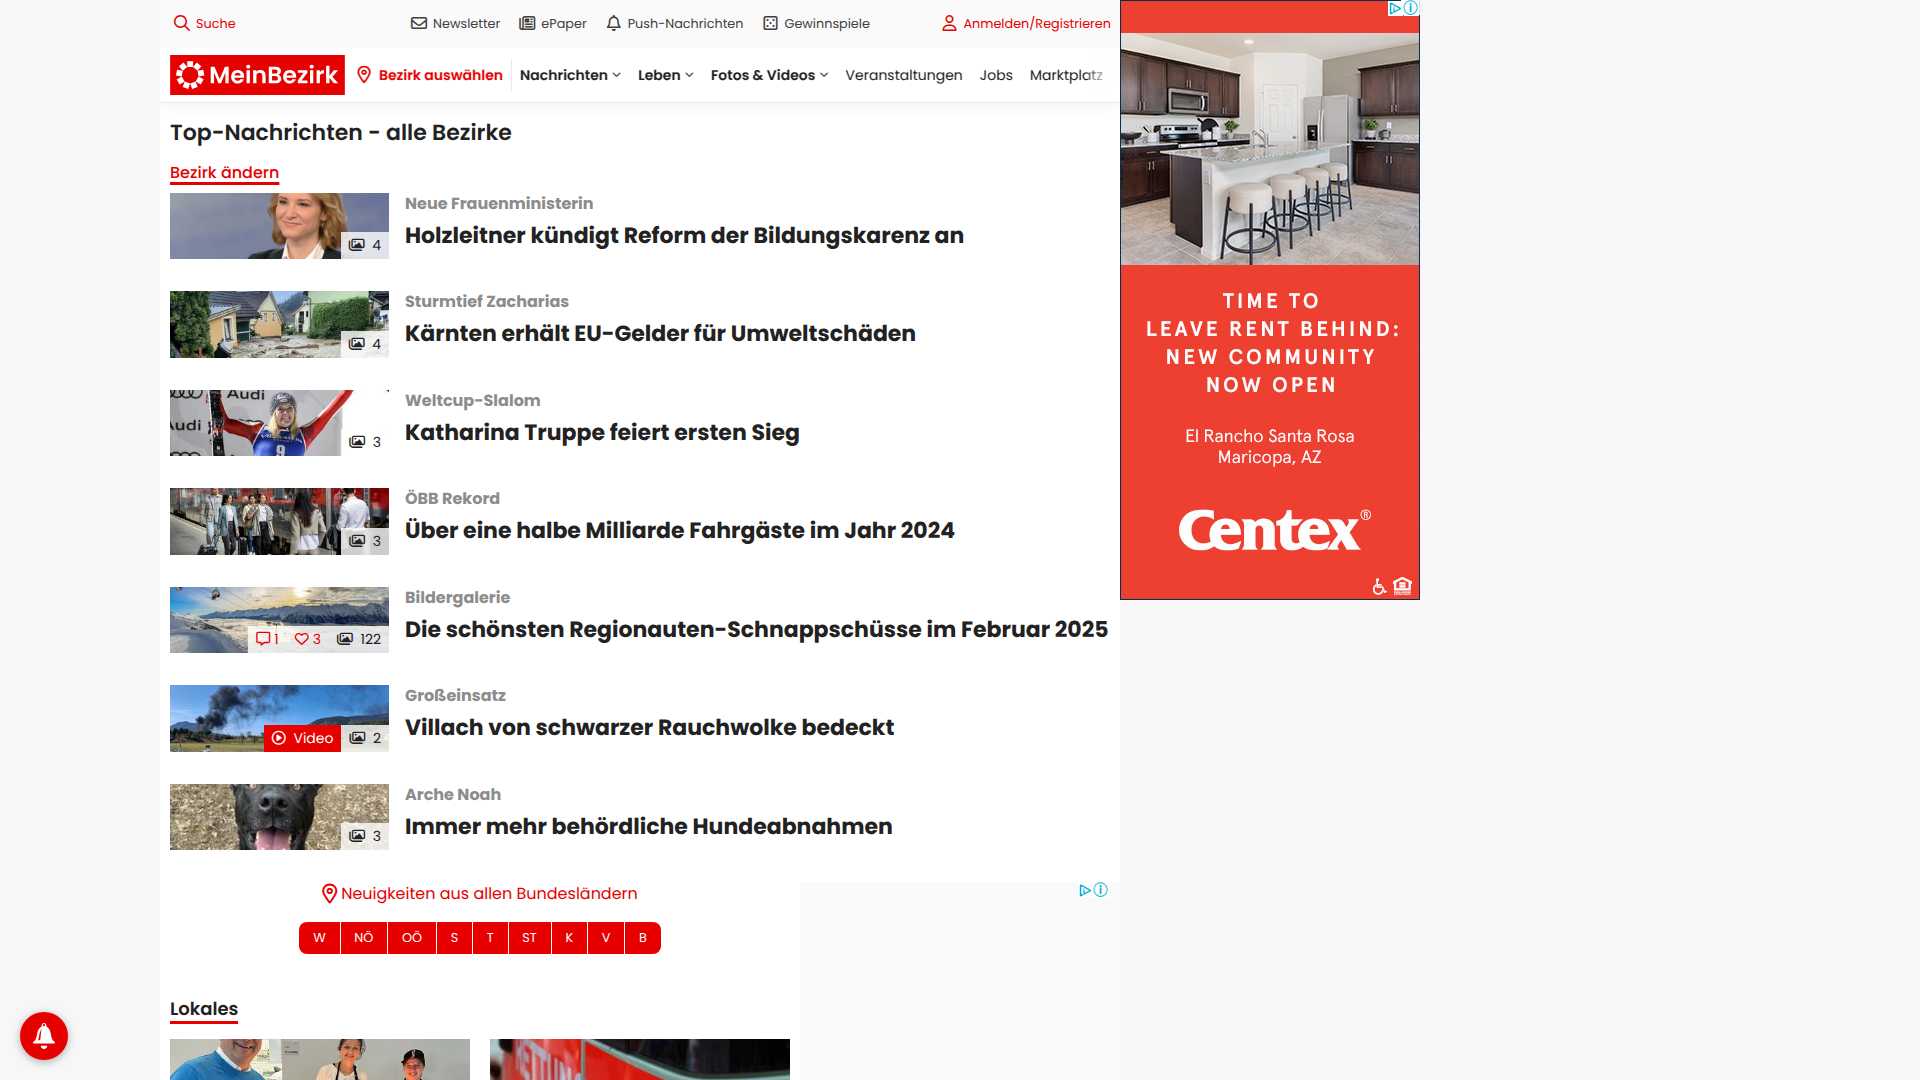 Suche
Newsletter
ePaper
Push-Nachrichten
Gewinnspiele
Anmelden/Registrieren
MeinBezirk
Bezirk auswählen
Nachrichten
Leben
Fotos & Videos
Veranstaltungen
Jobs
Marktplatz
Top-Nachrichten - alle Bezirke
Bezirk ändern
4
Neue Frauenministerin
Holzleitner kündigt Reform der Bildungskarenz an
4
Sturmtief Zacharias
Kärnten erhält EU-Gelder für Umweltschäden
Audi
Audi
9
3
Weltcup-Slalom
Katharina Truppe feiert ersten Sieg
3
ÖBB Rekord
Über eine halbe Milliarde Fahrgäste im Jahr 2024
1 3 122
Bildergalerie
Die schönsten Regionauten-Schnappschüsse im Februar 2025
Video 2
Großeinsatz
Villach von schwarzer Rauchwolke bedeckt
3
Arche Noah
Immer mehr behördliche Hundeabnahmen
Neuigkeiten aus allen Bundesländern
W NÖ OÖ S T ST K V B
Lokales
RETTUNG
TIME TO
LEAVE RENT BEHIND:
NEW COMMUNITY
NOW OPEN
El Rancho Santa Rosa
Maricopa, AZ
Centex®